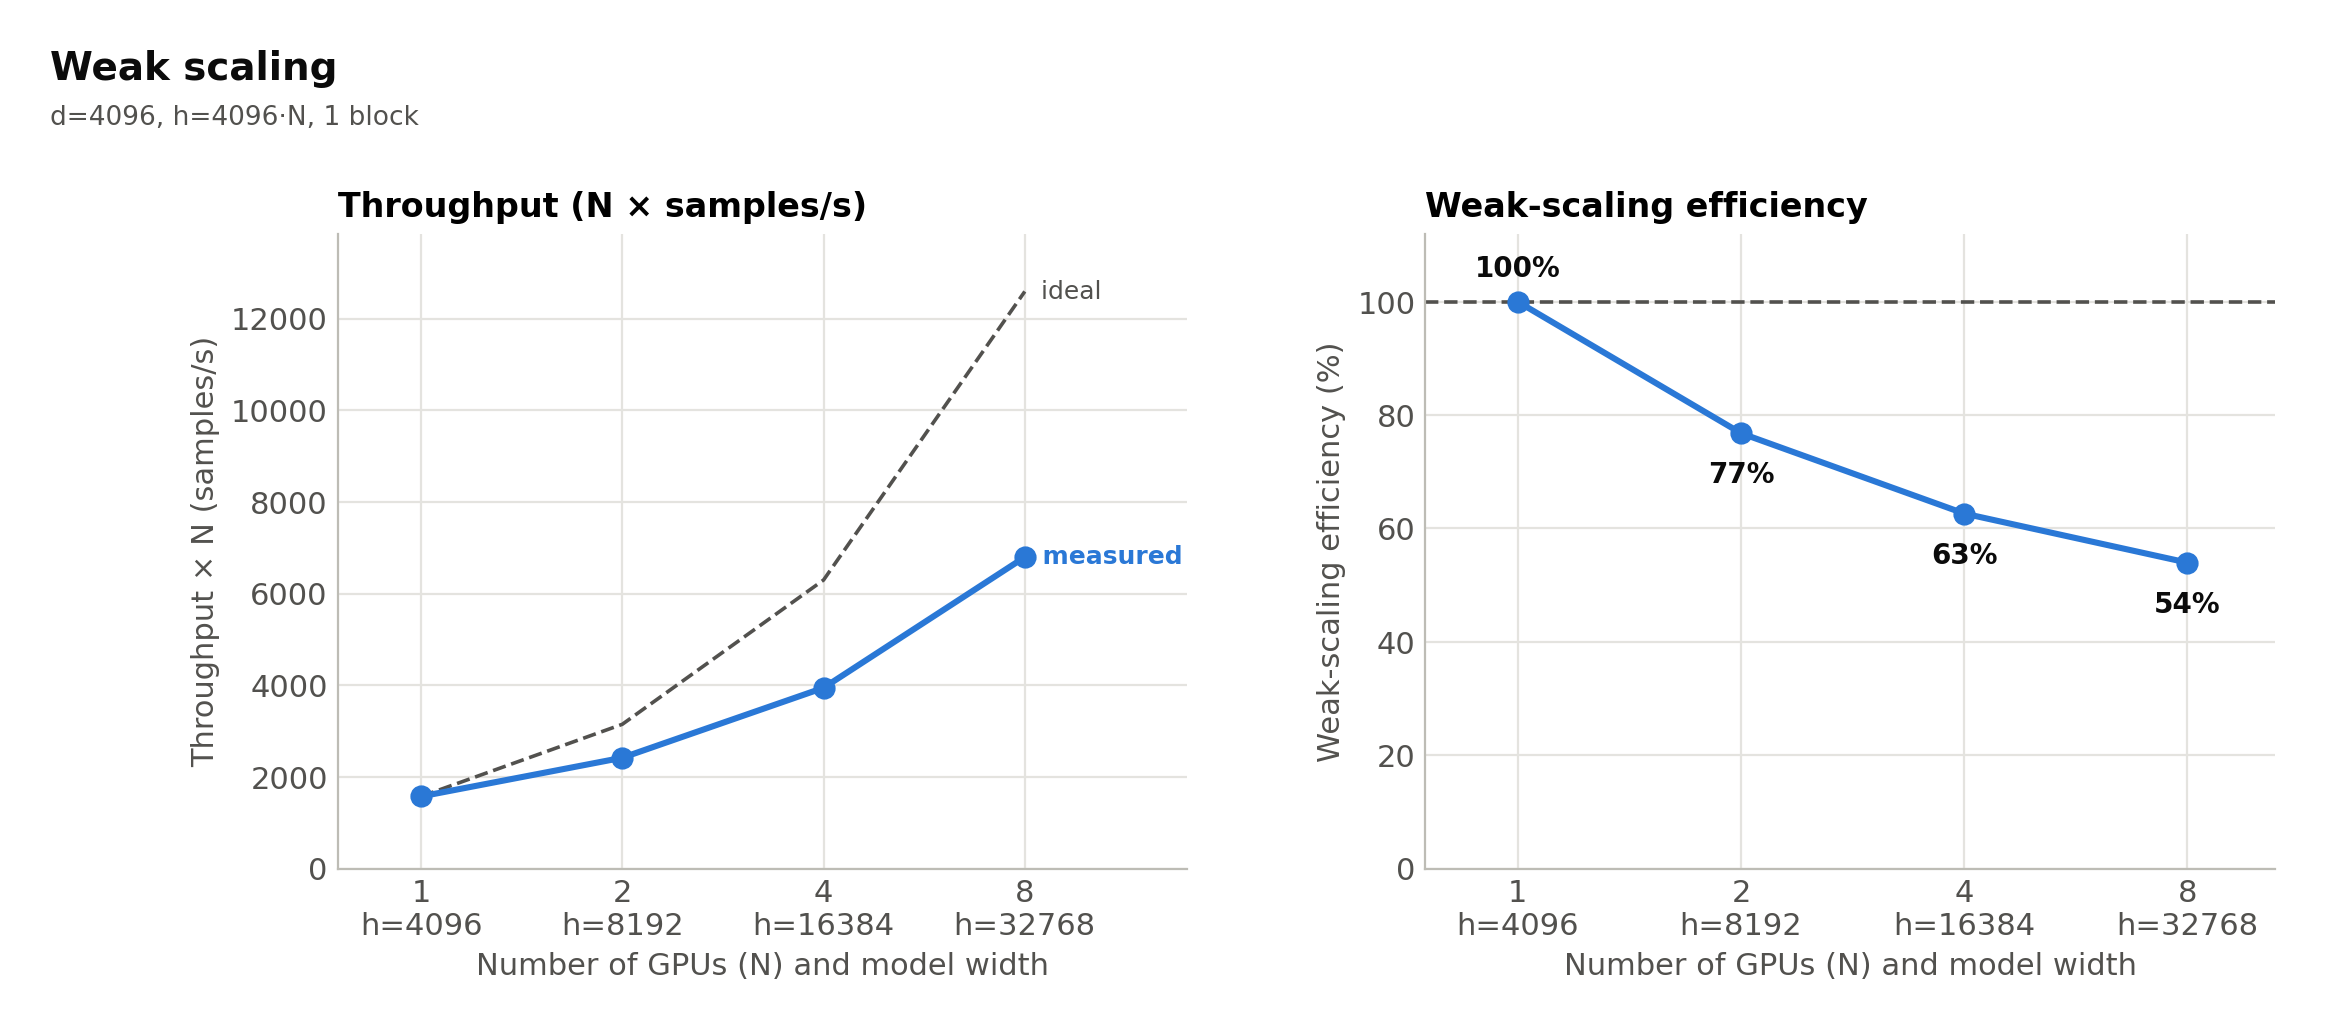 Weak scaling
d=4096, h=4096·N, 1 block
Throughput (N × samples/s)
Throughput × N (samples/s)
12000
10000
8000
6000
4000
2000
0
ideal
measured
1
h=4096
2
h=8192
4
h=16384
8
h=32768
Number of GPUs (N) and model width
Weak-scaling efficiency
Weak-scaling efficiency (%)
100
80
60
40
20
0
100%
77%
63%
54%
1
h=4096
2
h=8192
4
h=16384
8
h=32768
Number of GPUs (N) and model width